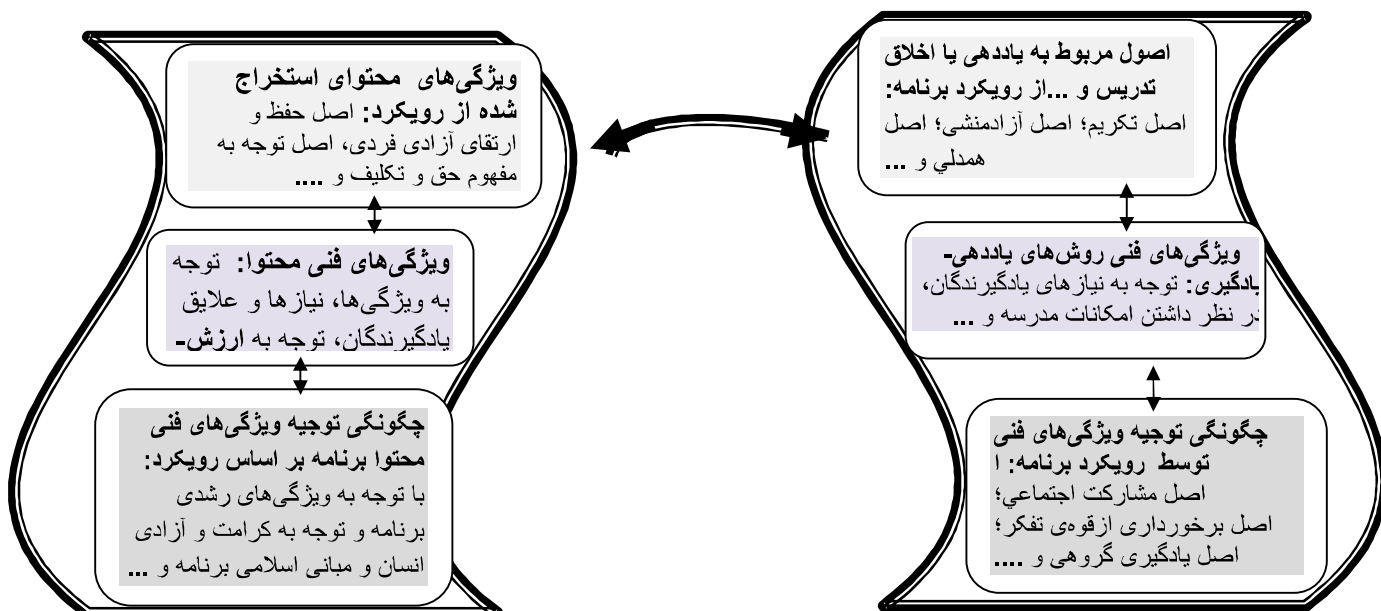 اصول مربوط به یاددهی یا اخلاق
تدریس و ...از رویکرد برنامه:
اصل تکریم؛ اصل آزادمنشی؛ اصل
همدلي و ...
ویژگی‌های فنی روش‌های یاددهی-
یادگیری: توجه به نیازهای یادگیرندگان،
در نظر داشتن امکانات مدرسه و ...
چگونگی توجیه ویژگی‌های فنی
توسط رویکرد برنامه: ا
اصل مشارکت اجتماعي؛
اصل برخورداری ازقوه‌ی تفکر؛
اصل یادگیری گروهی و ....
ویژگی‌های محتوای استخراج
شده از رویکرد: اصل حفظ و
ارتقای آزادی فردی، اصل توجه به
مفهوم حق و تکلیف و ....
ویژگی‌های فنی محتوا: توجه
به ویژگی‌ها، نیازها و علایق
یادگیرندگان، توجه به ارزش-
چگونگی توجیه ویژگی‌های فنی
محتوا برنامه بر اساس رویکرد:
با توجه به ویژگی‌های رشدی
برنامه و توجه به کرامت و آزادی
انسان و مبانی اسلامی برنامه و ...